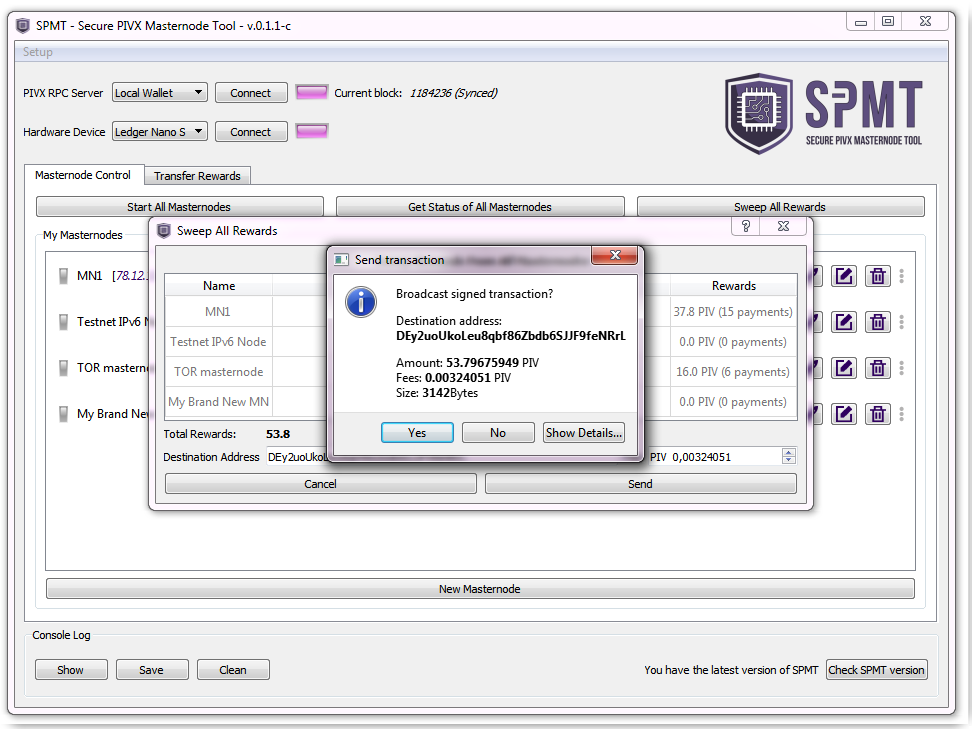 SPMT - Secure PIVX Masternode Tool - v.0.1.1-c
Setup
PIVX RPC Server Local Wallet Connect Current block: 1184236 (Synced)
Hardware Device Ledger Nano S Connect
SPMT
SECURE PIVX MASTERNODE TOOL
Masternode Control Transfer Rewards
Start All Masternodes Get Status of All Masternodes Sweep All Rewards
My Masternodes
MN1 [78.12.
Testnet IPv6
TOR mastern
My Brand Nev
Sweep All Rewards ?
Name Rewards
MN1 37.8 PIV (15 payments)
Testnet IPv6 Node 0.0 PIV (0 payments)
TOR masternode 16.0 PIV (6 payments)
My Brand New MN 0.0 PIV (0 payments)
Total Rewards: 53.8
Destination Address DEy2uoUkoL PIV 0,00324051
Cancel Send
Send transaction
Broadcast signed transaction?
Destination address:
DEy2uoUkoLeu8qbf86Zbdb6SJJF9feNRrL
Amount: 53.79675949 PIV
Fees: 0.00324051 PIV
Size: 3142Bytes
Yes No Show Details...
New Masternode
Console Log
Show Save Clean You have the latest version of SPMT Check SPMT version